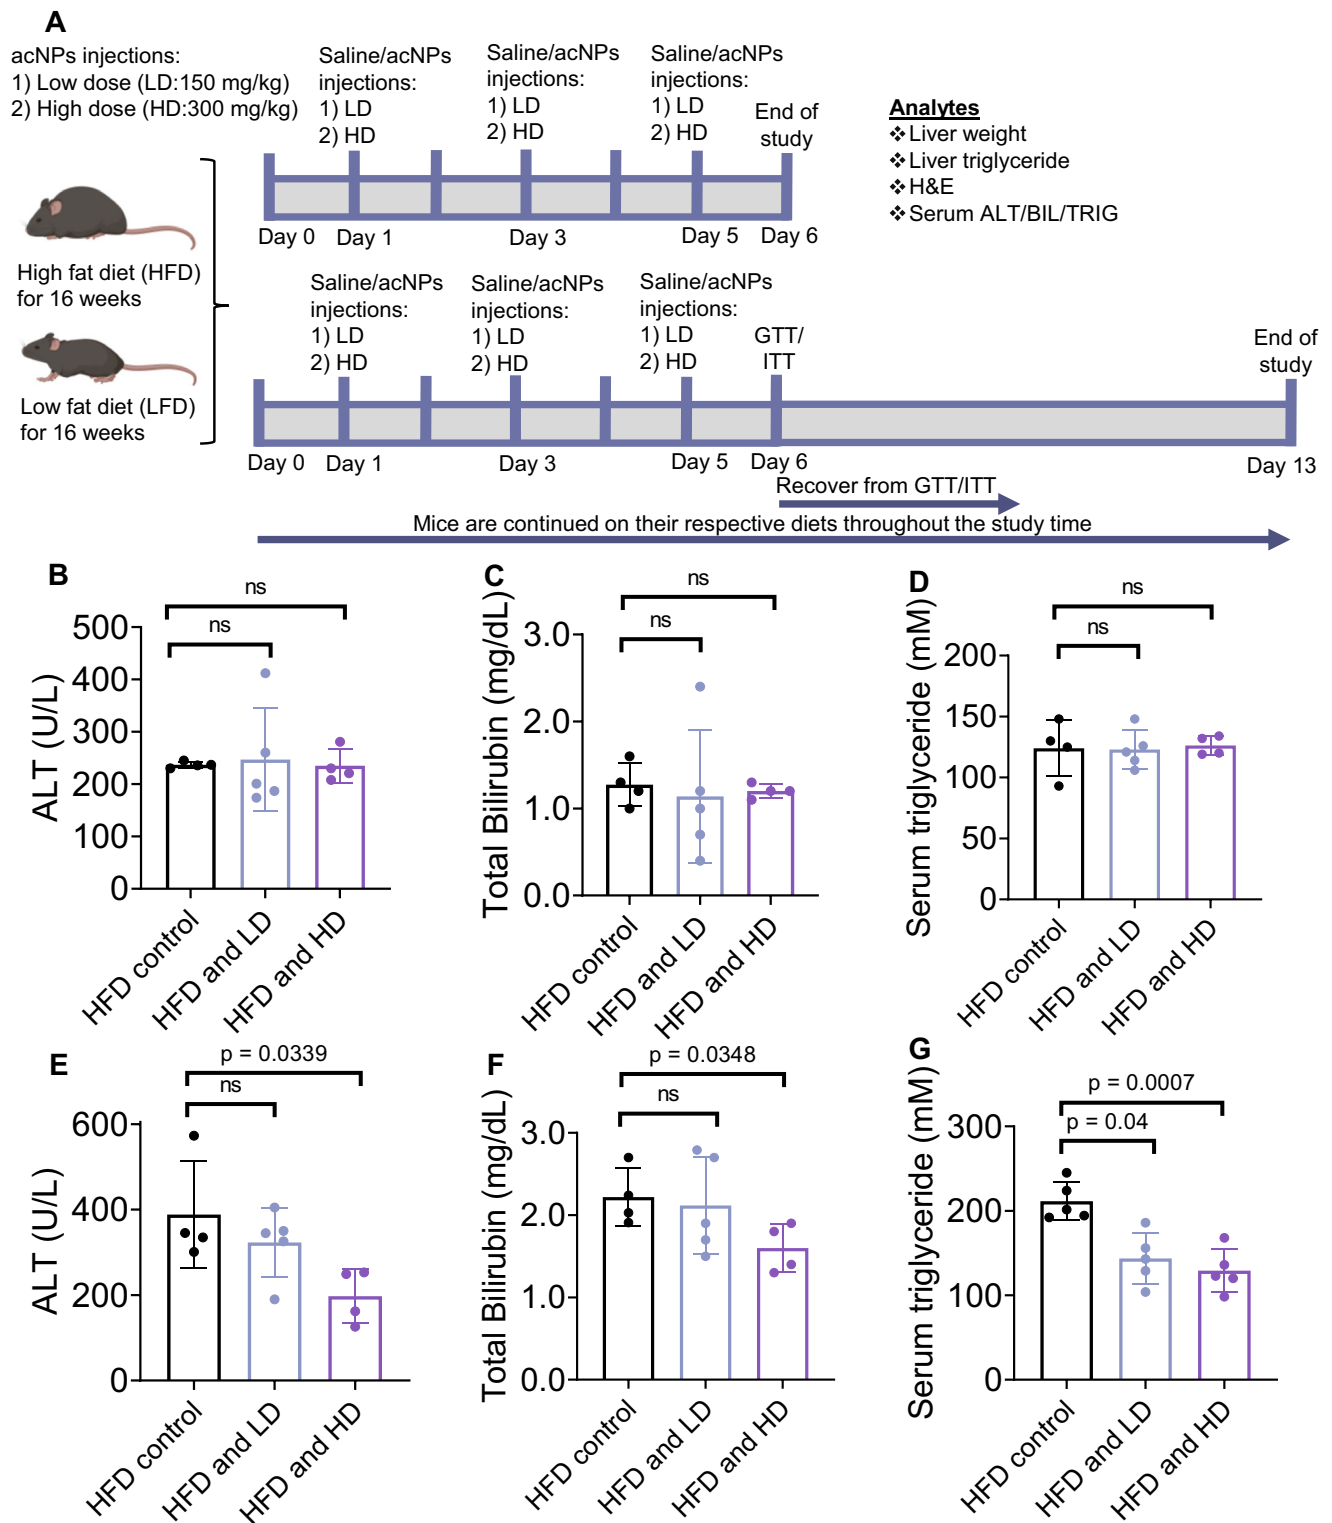 A
acNPs injections:
1) Low dose (LD:150 mg/kg)
2) High dose (HD:300 mg/kg)
Saline/acNPs
injections:
1) LD
2) HD
Saline/acNPs
injections:
1) LD
2) HD
Saline/acNPs
injections:
1) LD
2) HD
End of
study
Analytes
❖ Liver weight
❖ Liver triglyceride
❖ H&E
❖ Serum ALT/BIL/TRIG
Day 0 Day 1 Day 3 Day 5 Day 6
High fat diet (HFD)
for 16 weeks
Low fat diet (LFD)
for 16 weeks
Saline/acNPs
injections:
1) LD
2) HD
Saline/acNPs
injections:
1) LD
2) HD
Saline/acNPs
injections:
1) LD
2) HD
GTT/
ITT
End of
study
Day 0 Day 1 Day 3 Day 5 Day 6 Day 13
Recover from GTT/ITT
Mice are continued on their respective diets throughout the study time
B
ns
ns
ALT (U/L)
500
400
300
200
100
0
HFD control
HFD and LD
HFD and HD
C
ns
ns
Total Bilirubin (mg/dL)
3.0
2.0
1.0
0.0
HFD control
HFD and LD
HFD and HD
D
ns
ns
Serum triglyceride (mM)
200
150
100
50
0
HFD control
HFD and LD
HFD and HD
E
p = 0.0339
ns
ALT (U/L)
600
400
200
0
HFD control
HFD and LD
HFD and HD
F
p = 0.0348
ns
Total Bilirubin (mg/dL)
3.0
2.0
1.0
0.0
HFD control
HFD and LD
HFD and HD
G
p = 0.0007
p = 0.04
Serum triglyceride (mM)
300
200
100
0
HFD control
HFD and LD
HFD and HD